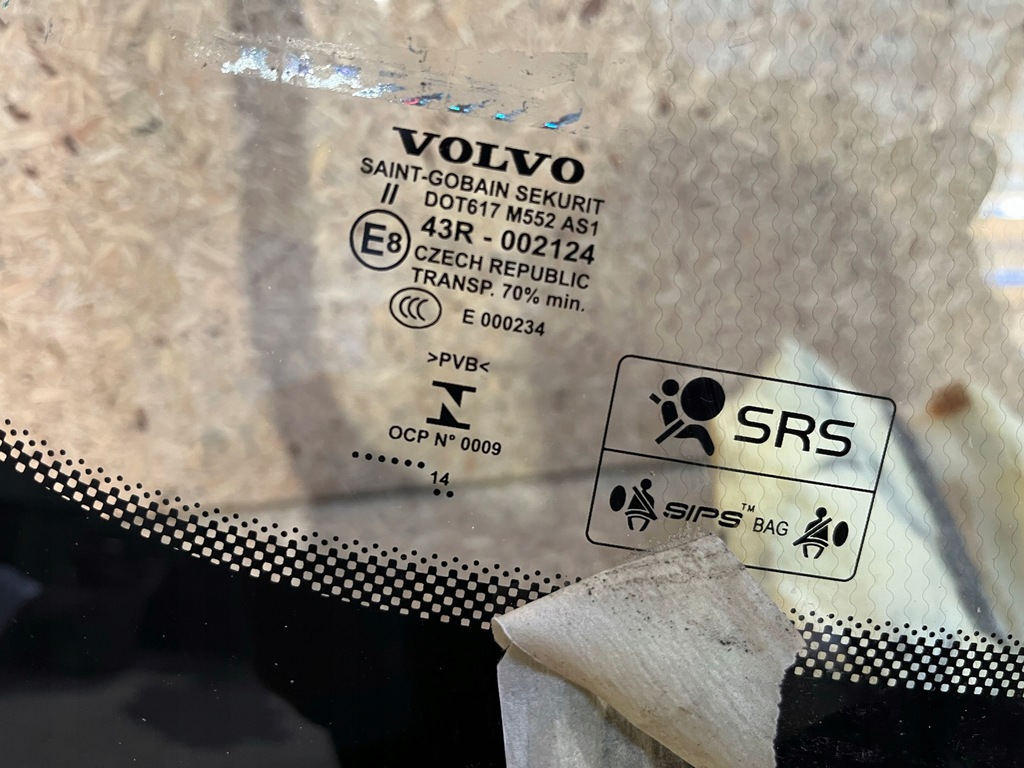 VOLVO
SAINT-GOBAIN SEKURIT
// DOT617 M552 AS1
E8 43R - 002124
CZECH REPUBLIC
TRANSP. 70% min.
CCC E 000234
>PVB<
OCP N° 0009
14
SRS
SIPS™ BAG